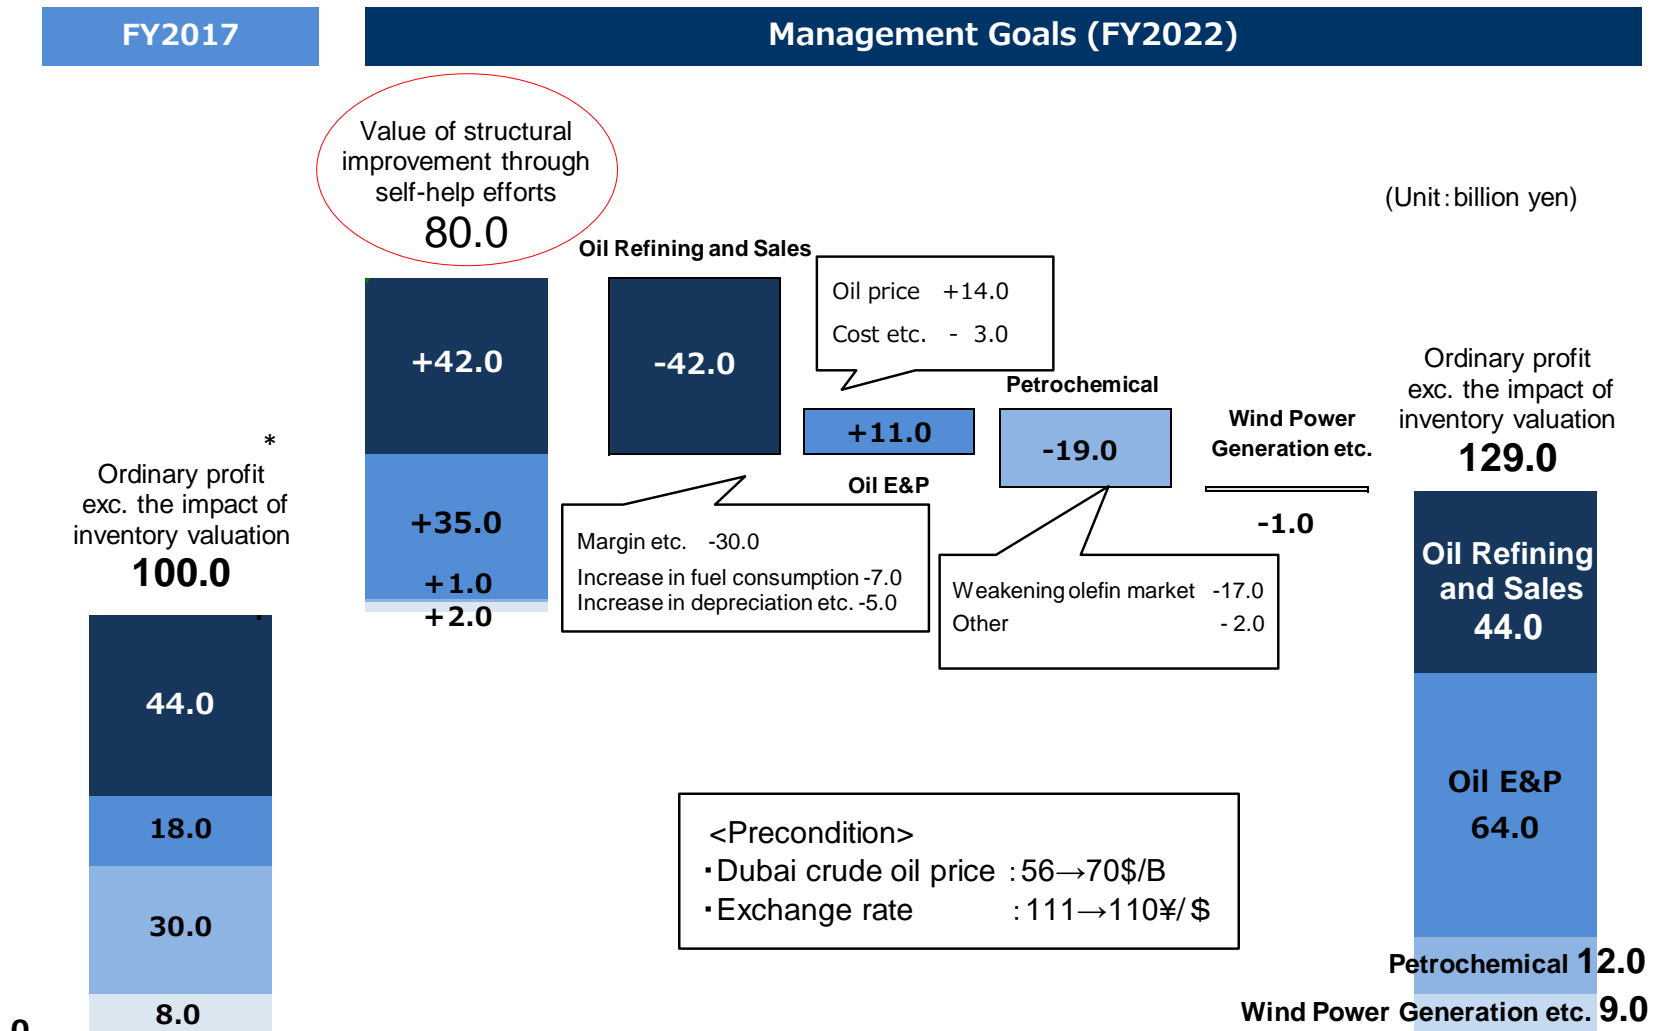 FY2017
Management Goals (FY2022)
Value of structural
improvement through
self-help efforts
80.0
(Unit:billion yen)
Oil Refining and Sales
Oil price +14.0
Cost etc. - 3.0
+42.0
-42.0
Petrochemical
+11.0
-19.0
Wind Power
Generation etc.
Ordinary profit
exc. the impact of
inventory valuation
129.0
*
Ordinary profit
exc. the impact of
inventory valuation
100.0
Oil E&P
+35.0
-1.0
+1.0
+2.0
Margin etc. -30.0
Increase in fuel consumption -7.0
Increase in depreciation etc. -5.0
Weakening olefin market -17.0
Other - 2.0
Oil Refining
and Sales
44.0
44.0
18.0
30.0
8.0
0
<Precondition>
・Dubai crude oil price :56→70$/B
・Exchange rate :111→110¥/$
Oil E&P
64.0
Petrochemical 12.0
Wind Power Generation etc. 9.0